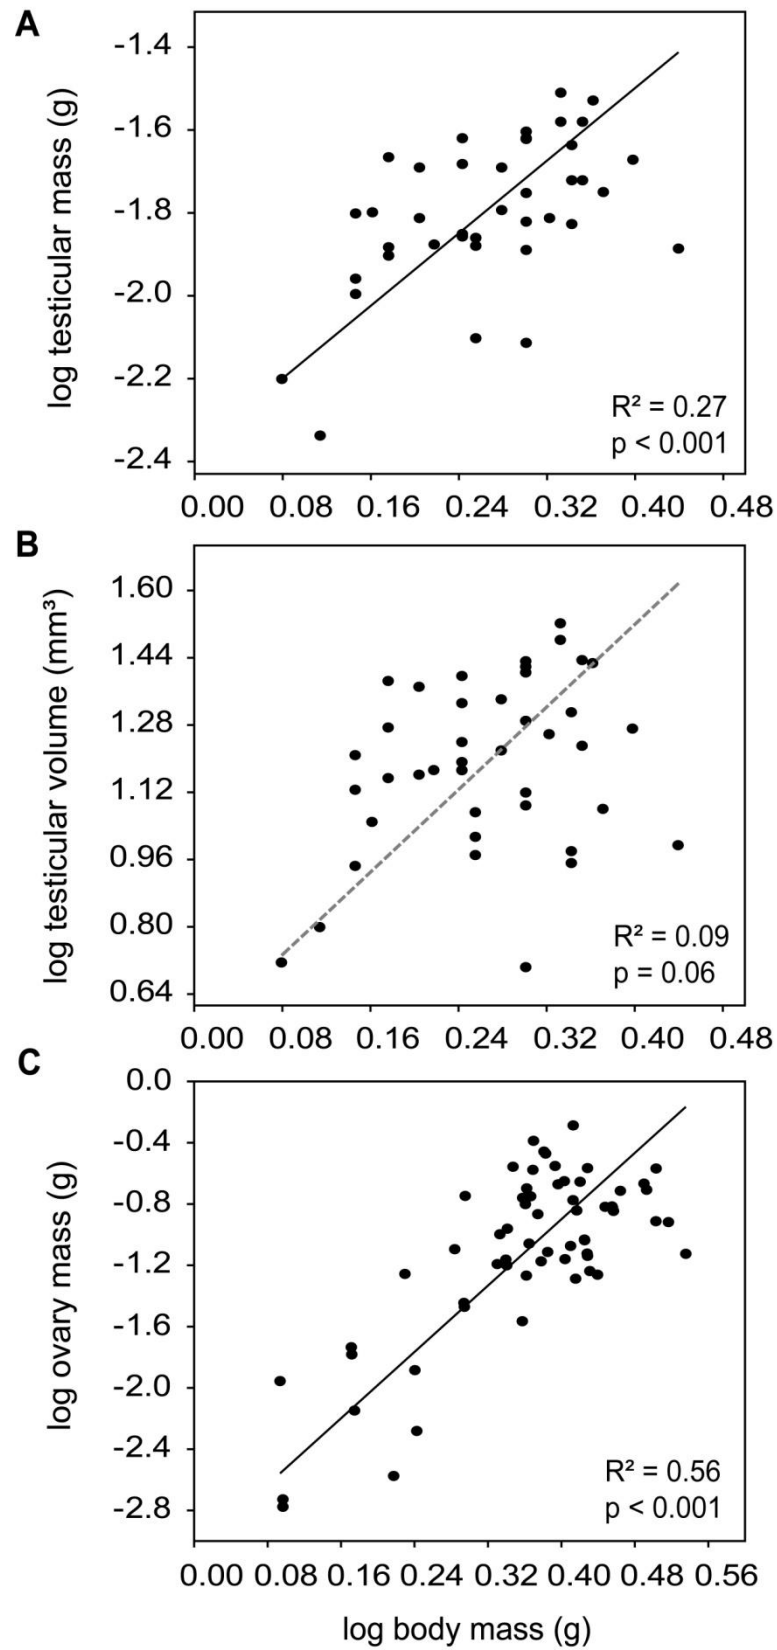 A
log testicular mass (g)
-1.4
-1.6
-1.8
-2.0
-2.2
-2.4
R² = 0.27
p < 0.001
0.00 0.08 0.16 0.24 0.32 0.40 0.48
B
log testicular volume (mm³)
1.60
1.44
1.28
1.12
0.96
0.80
0.64
R² = 0.09
p = 0.06
0.00 0.08 0.16 0.24 0.32 0.40 0.48
C
log ovary mass (g)
0.0
-0.4
-0.8
-1.2
-1.6
-2.0
-2.4
-2.8
R² = 0.56
p < 0.001
0.00 0.08 0.16 0.24 0.32 0.40 0.48 0.56
log body mass (g)